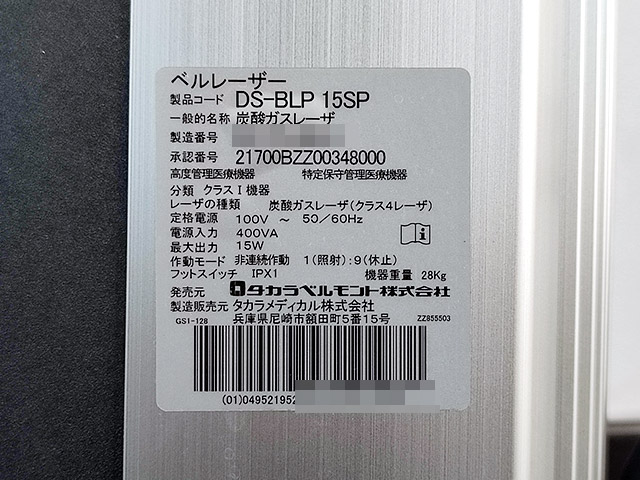 ベルレーザー
製品コード DS-BLP 15SP
一般的名称 炭酸ガスレーザ
製造番号
承認番号 21700BZZ00348000
高度管理医療機器 特定保守管理医療機器
分類 クラスⅠ機器
レーザの種類 炭酸ガスレーザ(クラス4レーザ)
定格電源 100V ～ 50/60Hz
電源入力 400VA
最大出力 15W
作動モード 非連続作動 1(照射):9(休止)
フットスイッチ IPX1 機器重量 28Kg
発売元 タカラベルモント株式会社
製造販売元 タカラメディカル株式会社
兵庫県尼崎市額田町5番15号
GS1-128 ZZ855503
(01)04952195